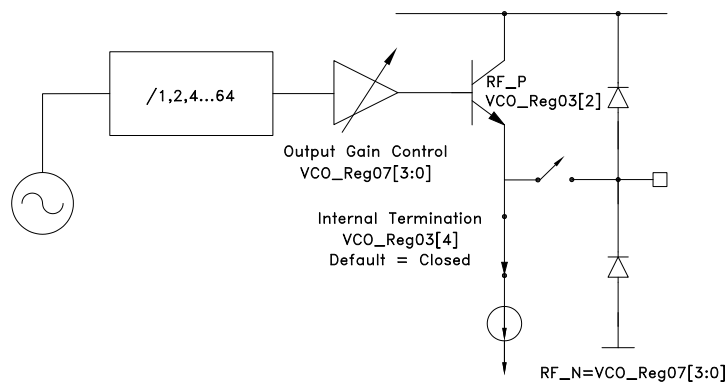 /1,2,4...64
RF_P
VCO_Reg03[2]
Output Gain Control
VCO_Reg07[3:0]
Internal Termination
VCO_Reg03[4]
Default = Closed
RF_N=VCO_Reg07[3:0]